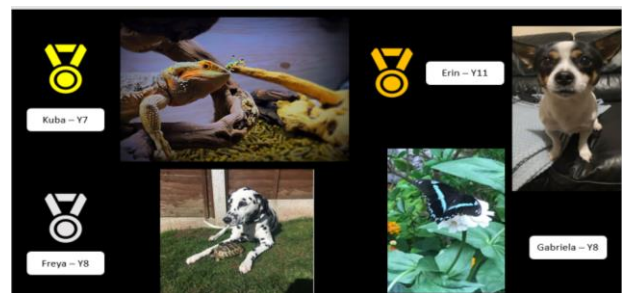 Kuba – Y7
Erin – Y11
Freya – Y8
Gabriela – Y8